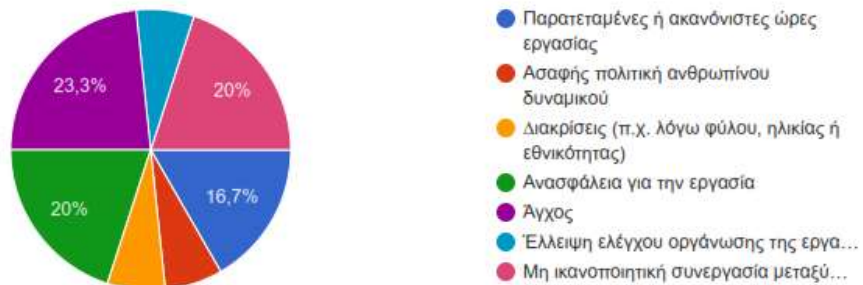 23,3%
20%
20%
16,7%
Παρατεταμένες ή ακανόνιστες ώρες
εργασίας
Ασαφής πολιτική ανθρωπίνου
δυναμικού
Διακρίσεις (π.χ. λόγω φύλου, ηλικίας ή
εθνικότητας)
Ανασφάλεια για την εργασία
Άγχος
Έλλειψη ελέγχου οργάνωσης της εργα…
Μη ικανοποιητική συνεργασία μεταξύ…